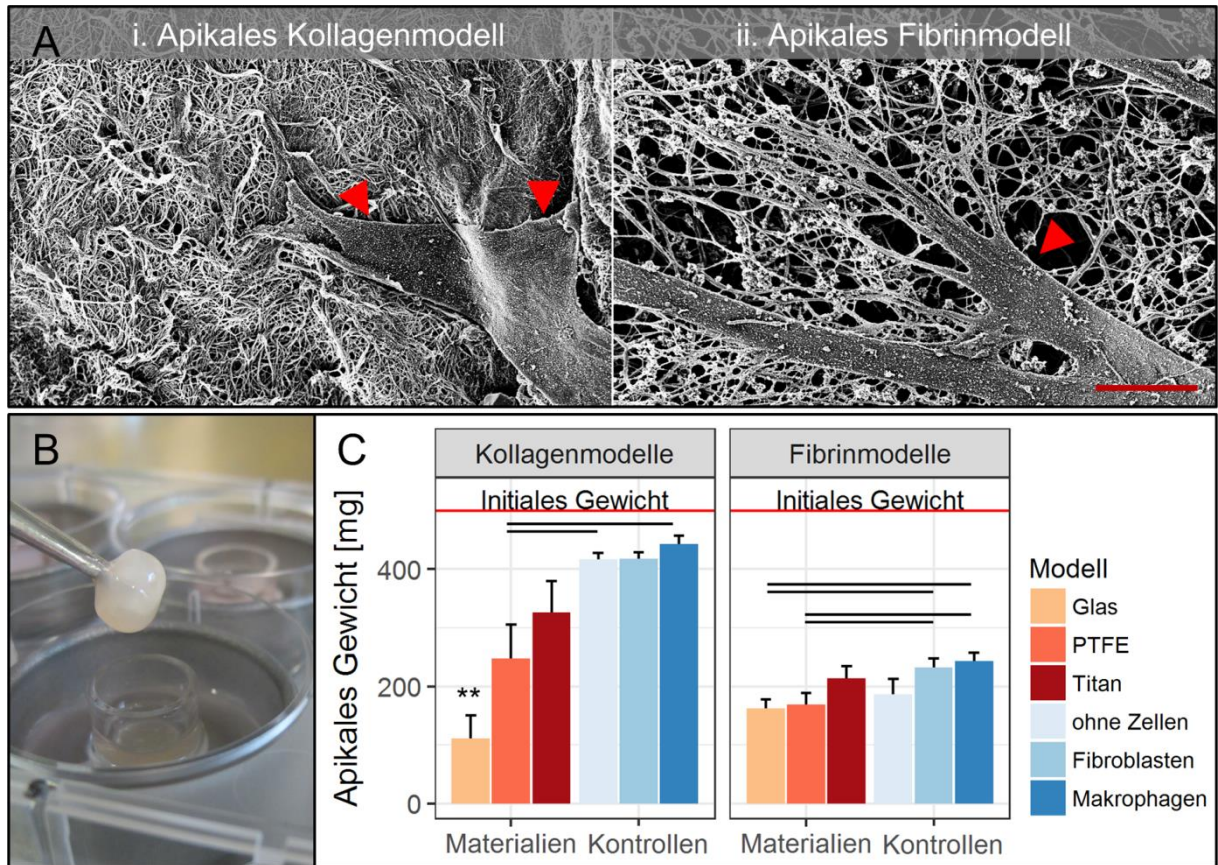 A
i. Apikales Kollagenmodell
ii. Apikales Fibrinmodell
B
C
Kollagenmodelle
Fibrinmodelle
Apikales Gewicht [mg]
Initiales Gewicht
Initiales Gewicht
400
200
0
**
Materialien
Kontrollen
Materialien
Kontrollen
Modell
Glas
PTFE
Titan
ohne Zellen
Fibroblasten
Makrophagen